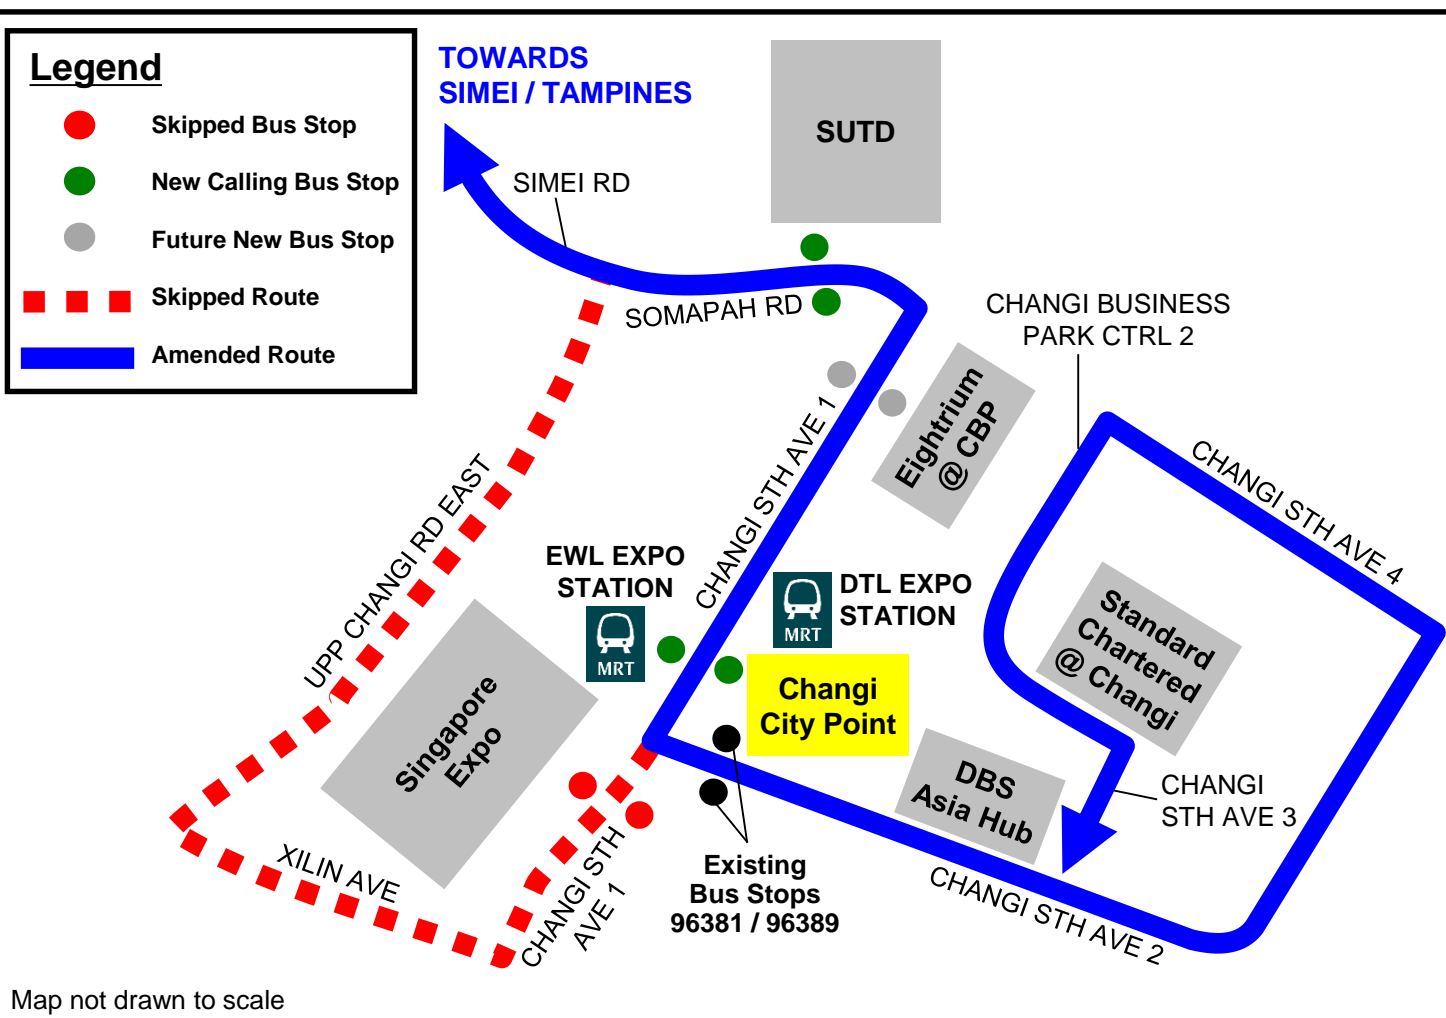 Legend
Skipped Bus Stop
New Calling Bus Stop
Future New Bus Stop
Skipped Route
Amended Route
TOWARDS
SIMEI / TAMPINES
SUTD
SIMEI RD
SOMAPAH RD
CHANGI BUSINESS
PARK CTRL 2
Eightrium
@ CBP
CHANGI STH AVE 1
CHANGI STH AVE 4
UPP CHANGI RD EAST
EWL EXPO
STATION
MRT
DTL EXPO
STATION
MRT
Standard
Chartered
@ Changi
Changi
City Point
Singapore
Expo
DBS
Asia Hub
CHANGI
STH AVE 3
XILIN AVE
CHANGI STH
AVE 1
Existing
Bus Stops
96381 / 96389
CHANGI STH AVE 2
Map not drawn to scale